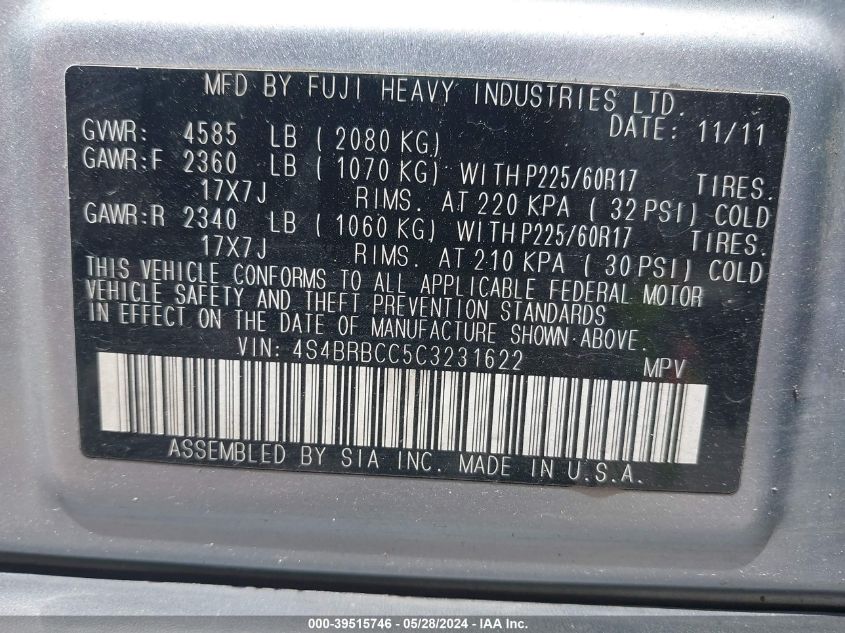 MFD BY FUJI HEAVY INDUSTRIES LTD.
DATE: 11/11
GVWR: 4585 LB ( 2080 KG)
GAWR:F 2360 LB ( 1070 KG) WITH P225/60R17 TIRES.
17X7J RIMS. AT 220 KPA ( 32 PSI) COLD
GAWR:R 2340 LB ( 1060 KG) WITH P225/60R17 TIRES.
17X7J RIMS. AT 210 KPA ( 30 PSI) COLD
THIS VEHICLE CONFORMS TO ALL APPLICABLE FEDERAL MOTOR
VEHICLE SAFETY AND THEFT PREVENTION STANDARDS
IN EFFECT ON THE DATE OF MANUFACTURE SHOWN ABOVE.
VIN: 4S4BRBCC5C3231622 MPV
ASSEMBLED BY SIA INC. MADE IN U.S.A.
000-39515746 - 05/28/2024 - IAA Inc.